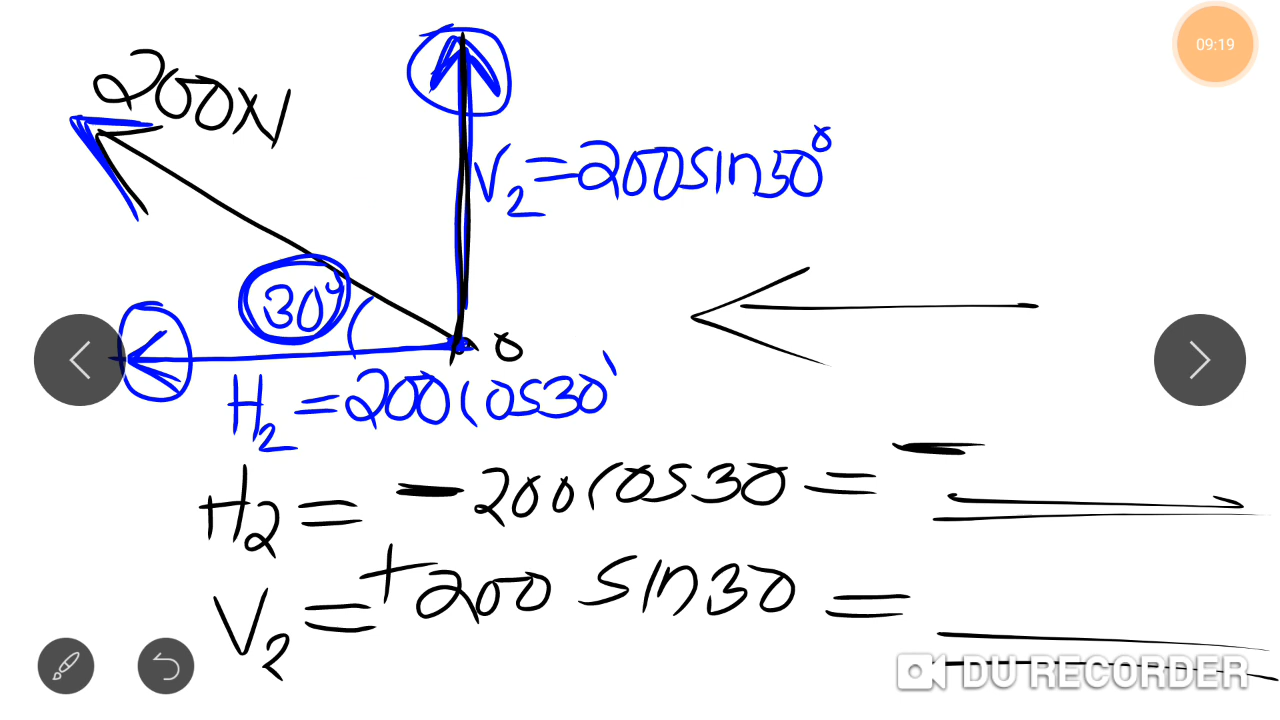 09:19
200N
V2=200sin30°
30°
o
H2=200cos30'
H2 = -200cos30 = -
V2 = +200 sin30 =
DU RECORDER